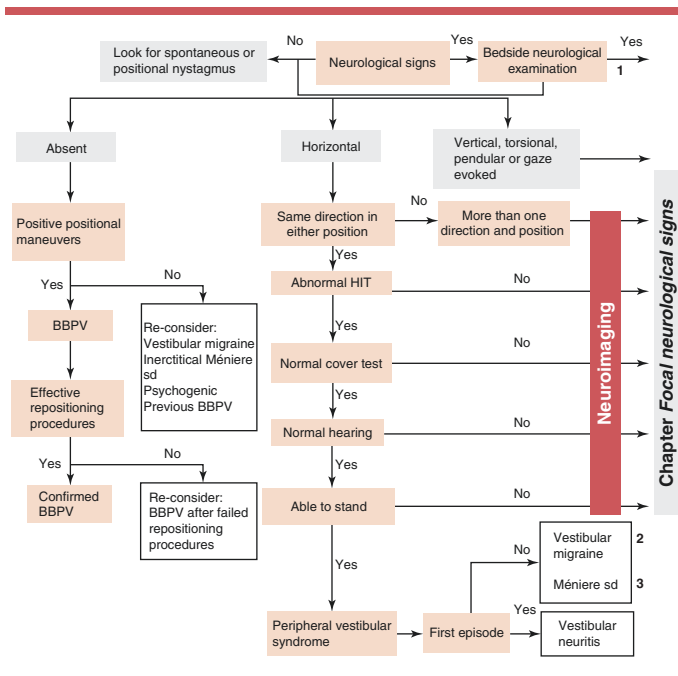 No
Look for spontaneous or
positional nystagmus
Neurological signs
Yes
Bedside neurological
examination
1
Yes
Absent
Horizontal
Vertical, torsional,
pendular or gaze
evoked
Positive positional
maneuvers
Same direction in
either position
No
More than one
direction and position
Yes
No
Yes
Abnormal HIT
No
BBPV
Re-consider:
Vestibular migraine
Inerctitical Méniere
sd
Psychogenic
Previous BBPV
Yes
Normal cover test
No
Effective
repositioning
procedures
Yes
Normal hearing
No
Yes
No
Yes
Confirmed
BBPV
Re-consider:
BBPV after failed
repositioning
procedures
Able to stand
No
Yes
Peripheral vestibular
syndrome
First episode
No
Vestibular
migraine
2
Méniere sd
3
Yes
Vestibular
neuritis
Neuroimaging
Chapter Focal neurological signs